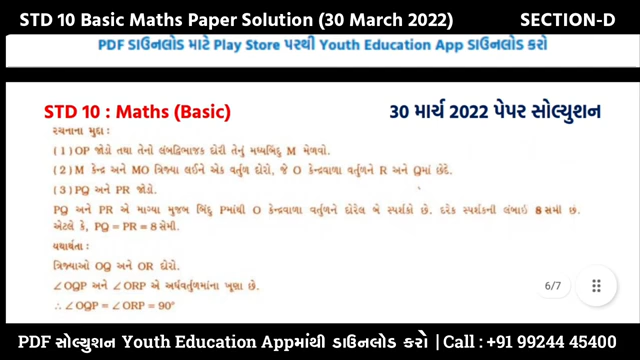 STD 10 Basic Maths Paper Solution (30 March 2022) SECTION-D
PDF ડાઉનલોડ માટે Play Store પરથી Youth Education App ડાઉનલોડ કરો
STD 10 : Maths (Basic) 30 માર્ચ 2022 પેપર સોલ્યુશન
રચનાના મુદ્દા:
(1) OP જોડો તથા તેનો લંબદ્વિભાજક દોરી તેનું મધ્યબિંદુ M મેળવો.
(2) M કેન્દ્ર અને MO ત્રિજ્યા લઈને એક વર્તુળ દોરો, જે O કેન્દ્રવાળા વર્તુળને R અને Qમાં છેદે.
(3) PQ અને PR જોડો.
PQ અને PR એ માગ્યા મુજબ બિંદુ Pમાંથી O કેન્દ્રવાળા વર્તુળને દોરેલ બે સ્પર્શકો છે. દરેક સ્પર્શકની લંબાઈ 8 સમી છે.
એટલે કે, PQ = PR = 8 સેમી.
યથાર્થતા :
ત્રિજ્યાઓ OQ અને OR દોરો.
∠OQP અને ∠ORP એ અર્ધવર્તુળમાંના ખૂણા છે.
∴ ∠OQP = ∠ORP = 90°
6/7
PDF સોલ્યુશન Youth Education Appમાંથી ડાઉનલોડ કરો | Call : +91 99244 45400